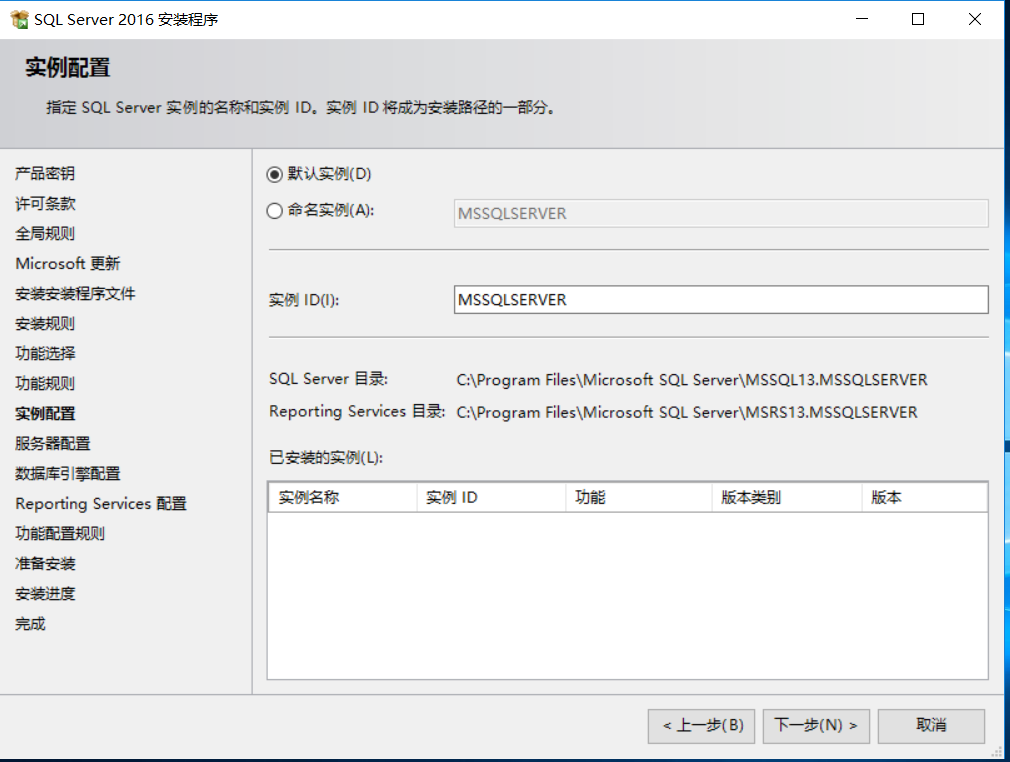 SQL Server 2016 安装程序
实例配置
指定 SQL Server 实例的名称和实例 ID。实例 ID 将成为安装路径的一部分。
产品密钥
许可条款
全局规则
Microsoft 更新
安装安装程序文件
安装规则
功能选择
功能规则
实例配置
服务器配置
数据库引擎配置
Reporting Services 配置
功能配置规则
准备安装
安装进度
完成
默认实例(D)
命名实例(A): MSSQLSERVER
实例 ID(I): MSSQLSERVER
SQL Server 目录: C:\Program Files\Microsoft SQL Server\MSSQL13.MSSQLSERVER
Reporting Services 目录: C:\Program Files\Microsoft SQL Server\MSRS13.MSSQLSERVER
已安装的实例(L):
实例名称 实例 ID 功能 版本类别 版本
< 上一步(B) 下一步(N) > 取消